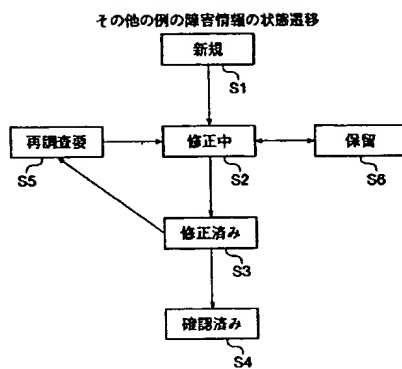 その他の例の障害情報の状態遷移
新規
S1
再調査要
修正中
保留
S5
S2
S6
修正済み
S3
確認済み
S4